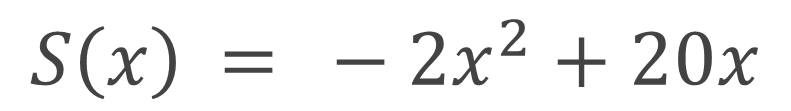 S(x) = − 2x² + 20x